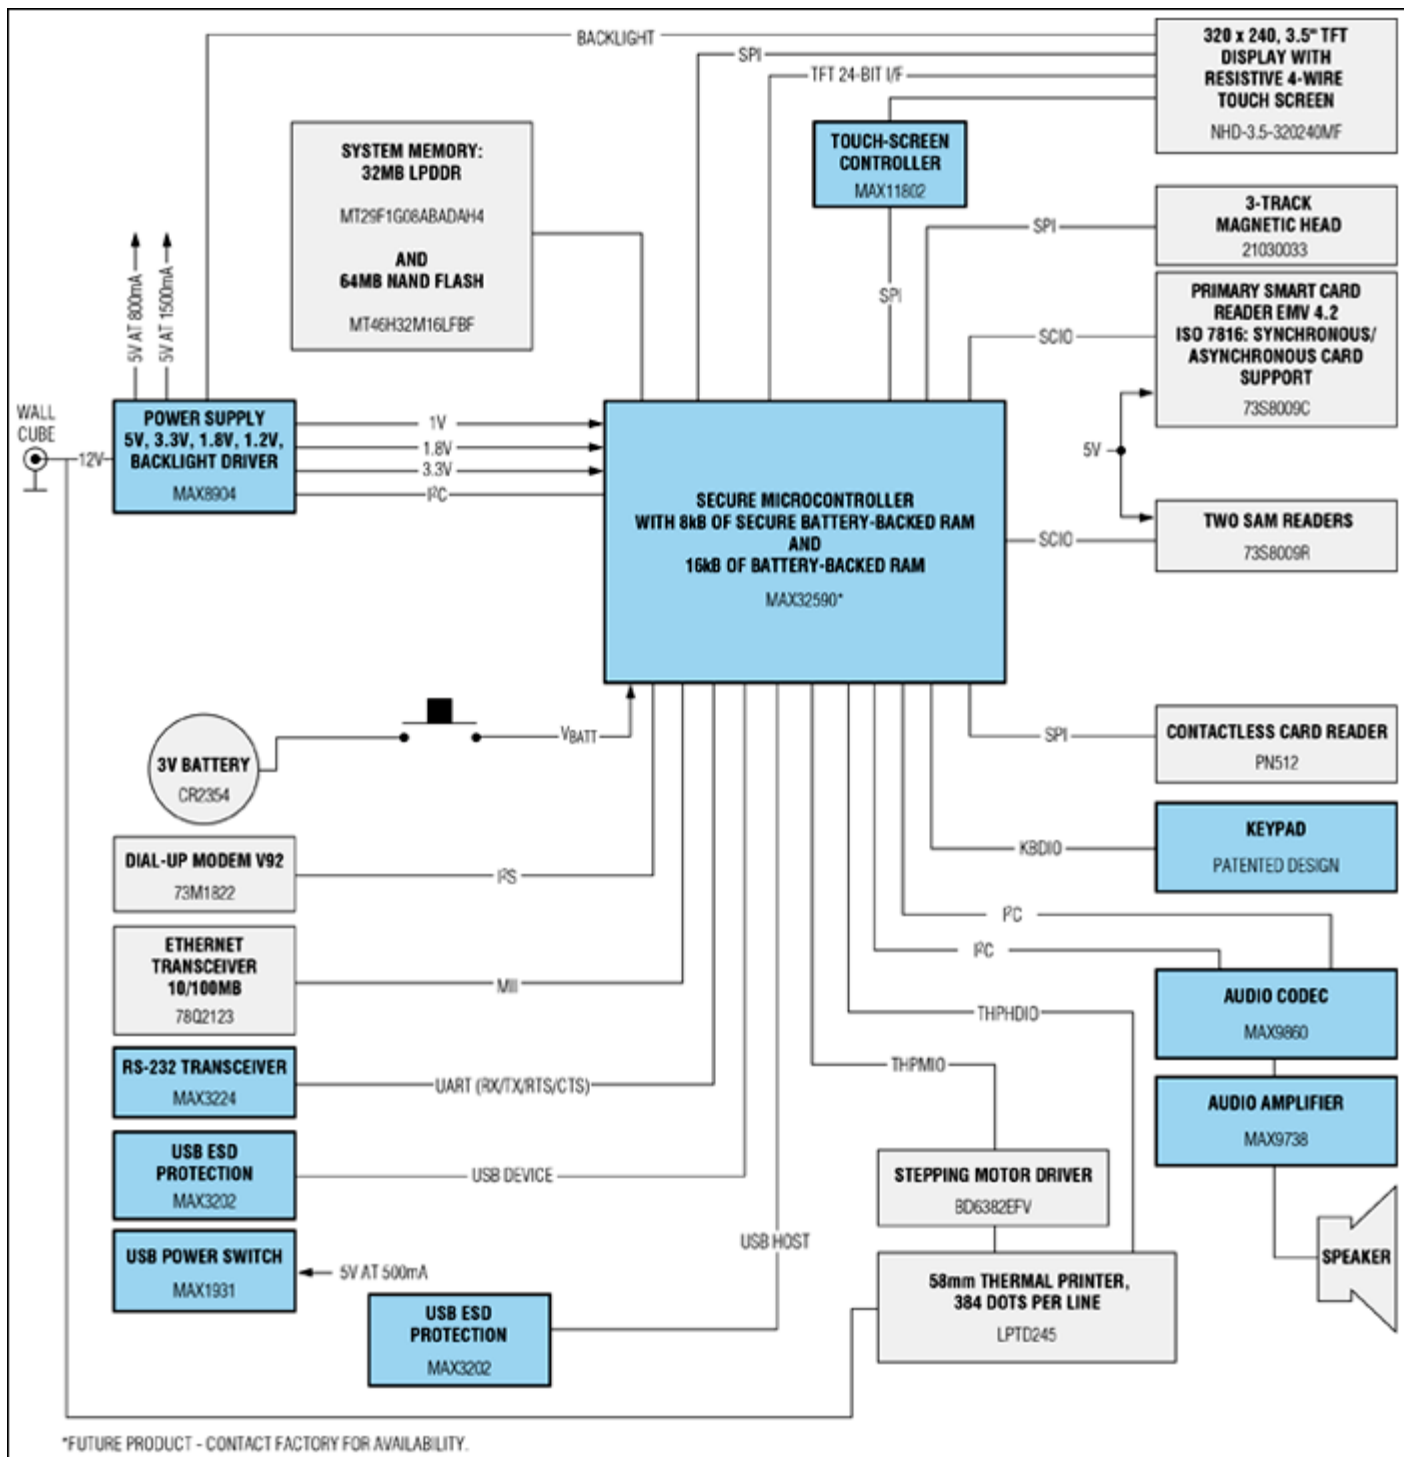 BACKLIGHT
SPI
TFT 24-BIT I/F
320 x 240, 3.5" TFT
DISPLAY WITH
RESISTIVE 4-WIRE
TOUCH SCREEN
NHD-3.5-320240MF
SYSTEM MEMORY:
32MB LPDDR
MT29F1G08ABADAH4
AND
64MB NAND FLASH
MT46H32M16LFBF
TOUCH-SCREEN
CONTROLLER
MAX11802
SPI
SPI
3-TRACK
MAGNETIC HEAD
21030033
SCIO
PRIMARY SMART CARD
READER EMV 4.2
ISO 7816: SYNCHRONOUS/
ASYNCHRONOUS CARD
SUPPORT
73S8009C
5V AT 800mA
5V AT 1500mA
WALL
CUBE
12V
POWER SUPPLY
5V, 3.3V, 1.8V, 1.2V,
BACKLIGHT DRIVER
MAX8904
1V
1.8V
3.3V
I²C
5V
SECURE MICROCONTROLLER
WITH 8kB OF SECURE BATTERY-BACKED RAM
AND
16kB OF BATTERY-BACKED RAM
MAX32590*
SCIO
TWO SAM READERS
73S8009R
3V BATTERY
CR2354
VBATT
SPI
CONTACTLESS CARD READER
PN512
DIAL-UP MODEM V92
73M1822
I²S
KBDIO
KEYPAD
PATENTED DESIGN
ETHERNET
TRANSCEIVER
10/100MB
78Q2123
MII
I²C
I²C
AUDIO CODEC
MAX9860
THPHDIO
THPMIO
RS-232 TRANSCEIVER
MAX3224
UART (RX/TX/RTS/CTS)
AUDIO AMPLIFIER
MAX9738
USB ESD
PROTECTION
MAX3202
USB DEVICE
STEPPING MOTOR DRIVER
BD6382EFV
USB POWER SWITCH
MAX1931
5V AT 500mA
USB HOST
SPEAKER
USB ESD
PROTECTION
MAX3202
58mm THERMAL PRINTER,
384 DOTS PER LINE
LPTD245
*FUTURE PRODUCT - CONTACT FACTORY FOR AVAILABILITY.